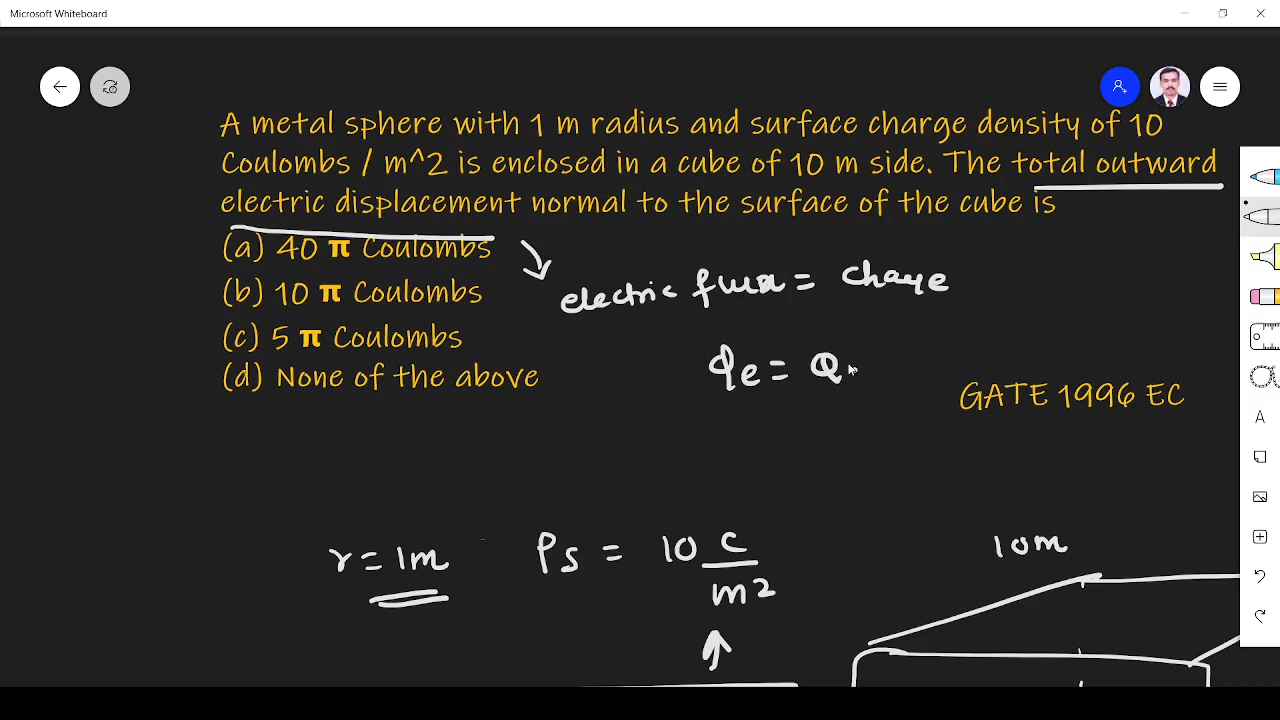 Microsoft Whiteboard
A metal sphere with 1 m radius and surface charge density of 10
Coulombs / m^2 is enclosed in a cube of 10 m side. The total outward
electric displacement normal to the surface of the cube is
(a) 40 π Coulombs
(b) 10 π Coulombs
(c) 5 π Coulombs
(d) None of the above
electric flux = charge
φe = Q
GATE 1996 EC
r = 1m
ρs = 10 C/m2
10m
A